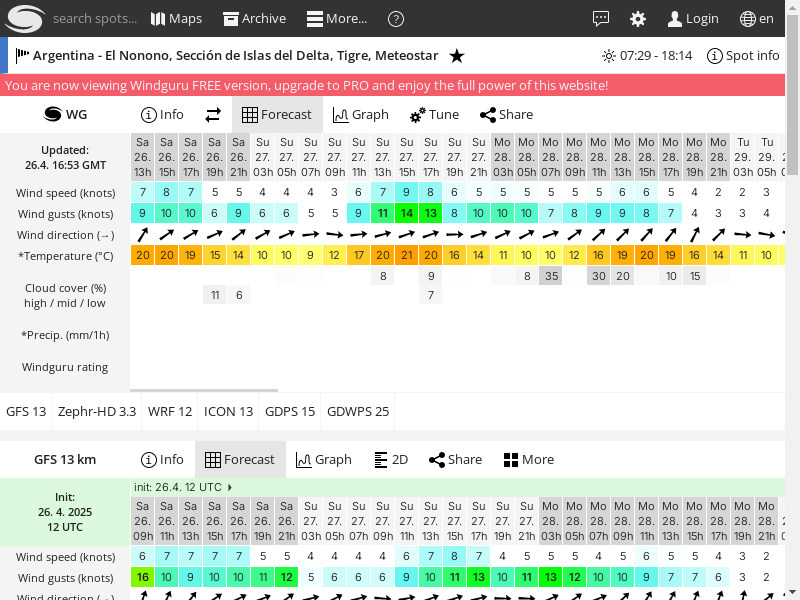 search spots... Maps Archive More... Login en
Argentina - El Nonono, Sección de Islas del Delta, Tigre, Meteostar ★ 07:29 - 18:14 Spot info
You are now viewing Windguru FREE version, upgrade to PRO and enjoy the full power of this website!
WG Info Forecast Graph Tune Share
Updated:
26.4. 16:53 GMT
Sa Sa Sa Sa Sa Su Su Su Su Su Su Su Su Su Su Mo Mo Mo Mo Mo Mo Mo Mo Mo Mo Tu Tu
26. 26. 26. 26. 26. 27. 27. 27. 27. 27. 27. 27. 27. 27. 27. 28. 28. 28. 28. 28. 28. 28. 28. 28. 28. 29. 29.
13h 15h 17h 19h 21h 03h 05h 07h 09h 11h 13h 15h 17h 19h 21h 03h 05h 07h 09h 11h 13h 15h 17h 19h 21h 03h 05h
Wind speed (knots) 7 8 7 5 5 4 4 4 3 6 7 9 8 6 5 5 5 5 5 5 6 6 5 4 2 2 3
Wind gusts (knots) 9 10 10 6 9 6 6 5 5 9 11 14 13 8 10 10 10 7 8 9 9 8 7 4 3 3 4
Wind direction (→)
*Temperature (°C) 20 20 19 15 14 10 10 9 12 17 20 21 20 16 14 11 10 10 12 16 19 20 19 16 14 11 10
8 9 8 35 30 20 10 15
Cloud cover (%)
high / mid / low
11 6 7
*Precip. (mm/1h)
Windguru rating
GFS 13 Zephr-HD 3.3 WRF 12 ICON 13 GDPS 15 GDWPS 25
GFS 13 km Info Forecast Graph 2D Share More
init: 26.4. 12 UTC
Init:
26. 4. 2025
12 UTC
Sa Sa Sa Sa Sa Sa Sa Su Su Su Su Su Su Su Su Su Su Mo Mo Mo Mo Mo Mo Mo Mo Mo Mo
26. 26. 26. 26. 26. 26. 26. 27. 27. 27. 27. 27. 27. 27. 27. 27. 27. 28. 28. 28. 28. 28. 28. 28. 28. 28. 28.
09h 11h 13h 15h 17h 19h 21h 03h 05h 07h 09h 11h 13h 15h 17h 19h 21h 03h 05h 07h 09h 11h 13h 15h 17h 19h 21h
Wind speed (knots) 6 7 7 7 7 5 5 4 4 4 4 6 7 8 7 4 5 5 5 4 5 6 5 5 4 3 2
Wind gusts (knots) 16 10 9 10 10 11 12 5 6 6 6 9 10 11 13 10 11 13 12 10 10 9 7 7 6 3 2
Wind direction (→)